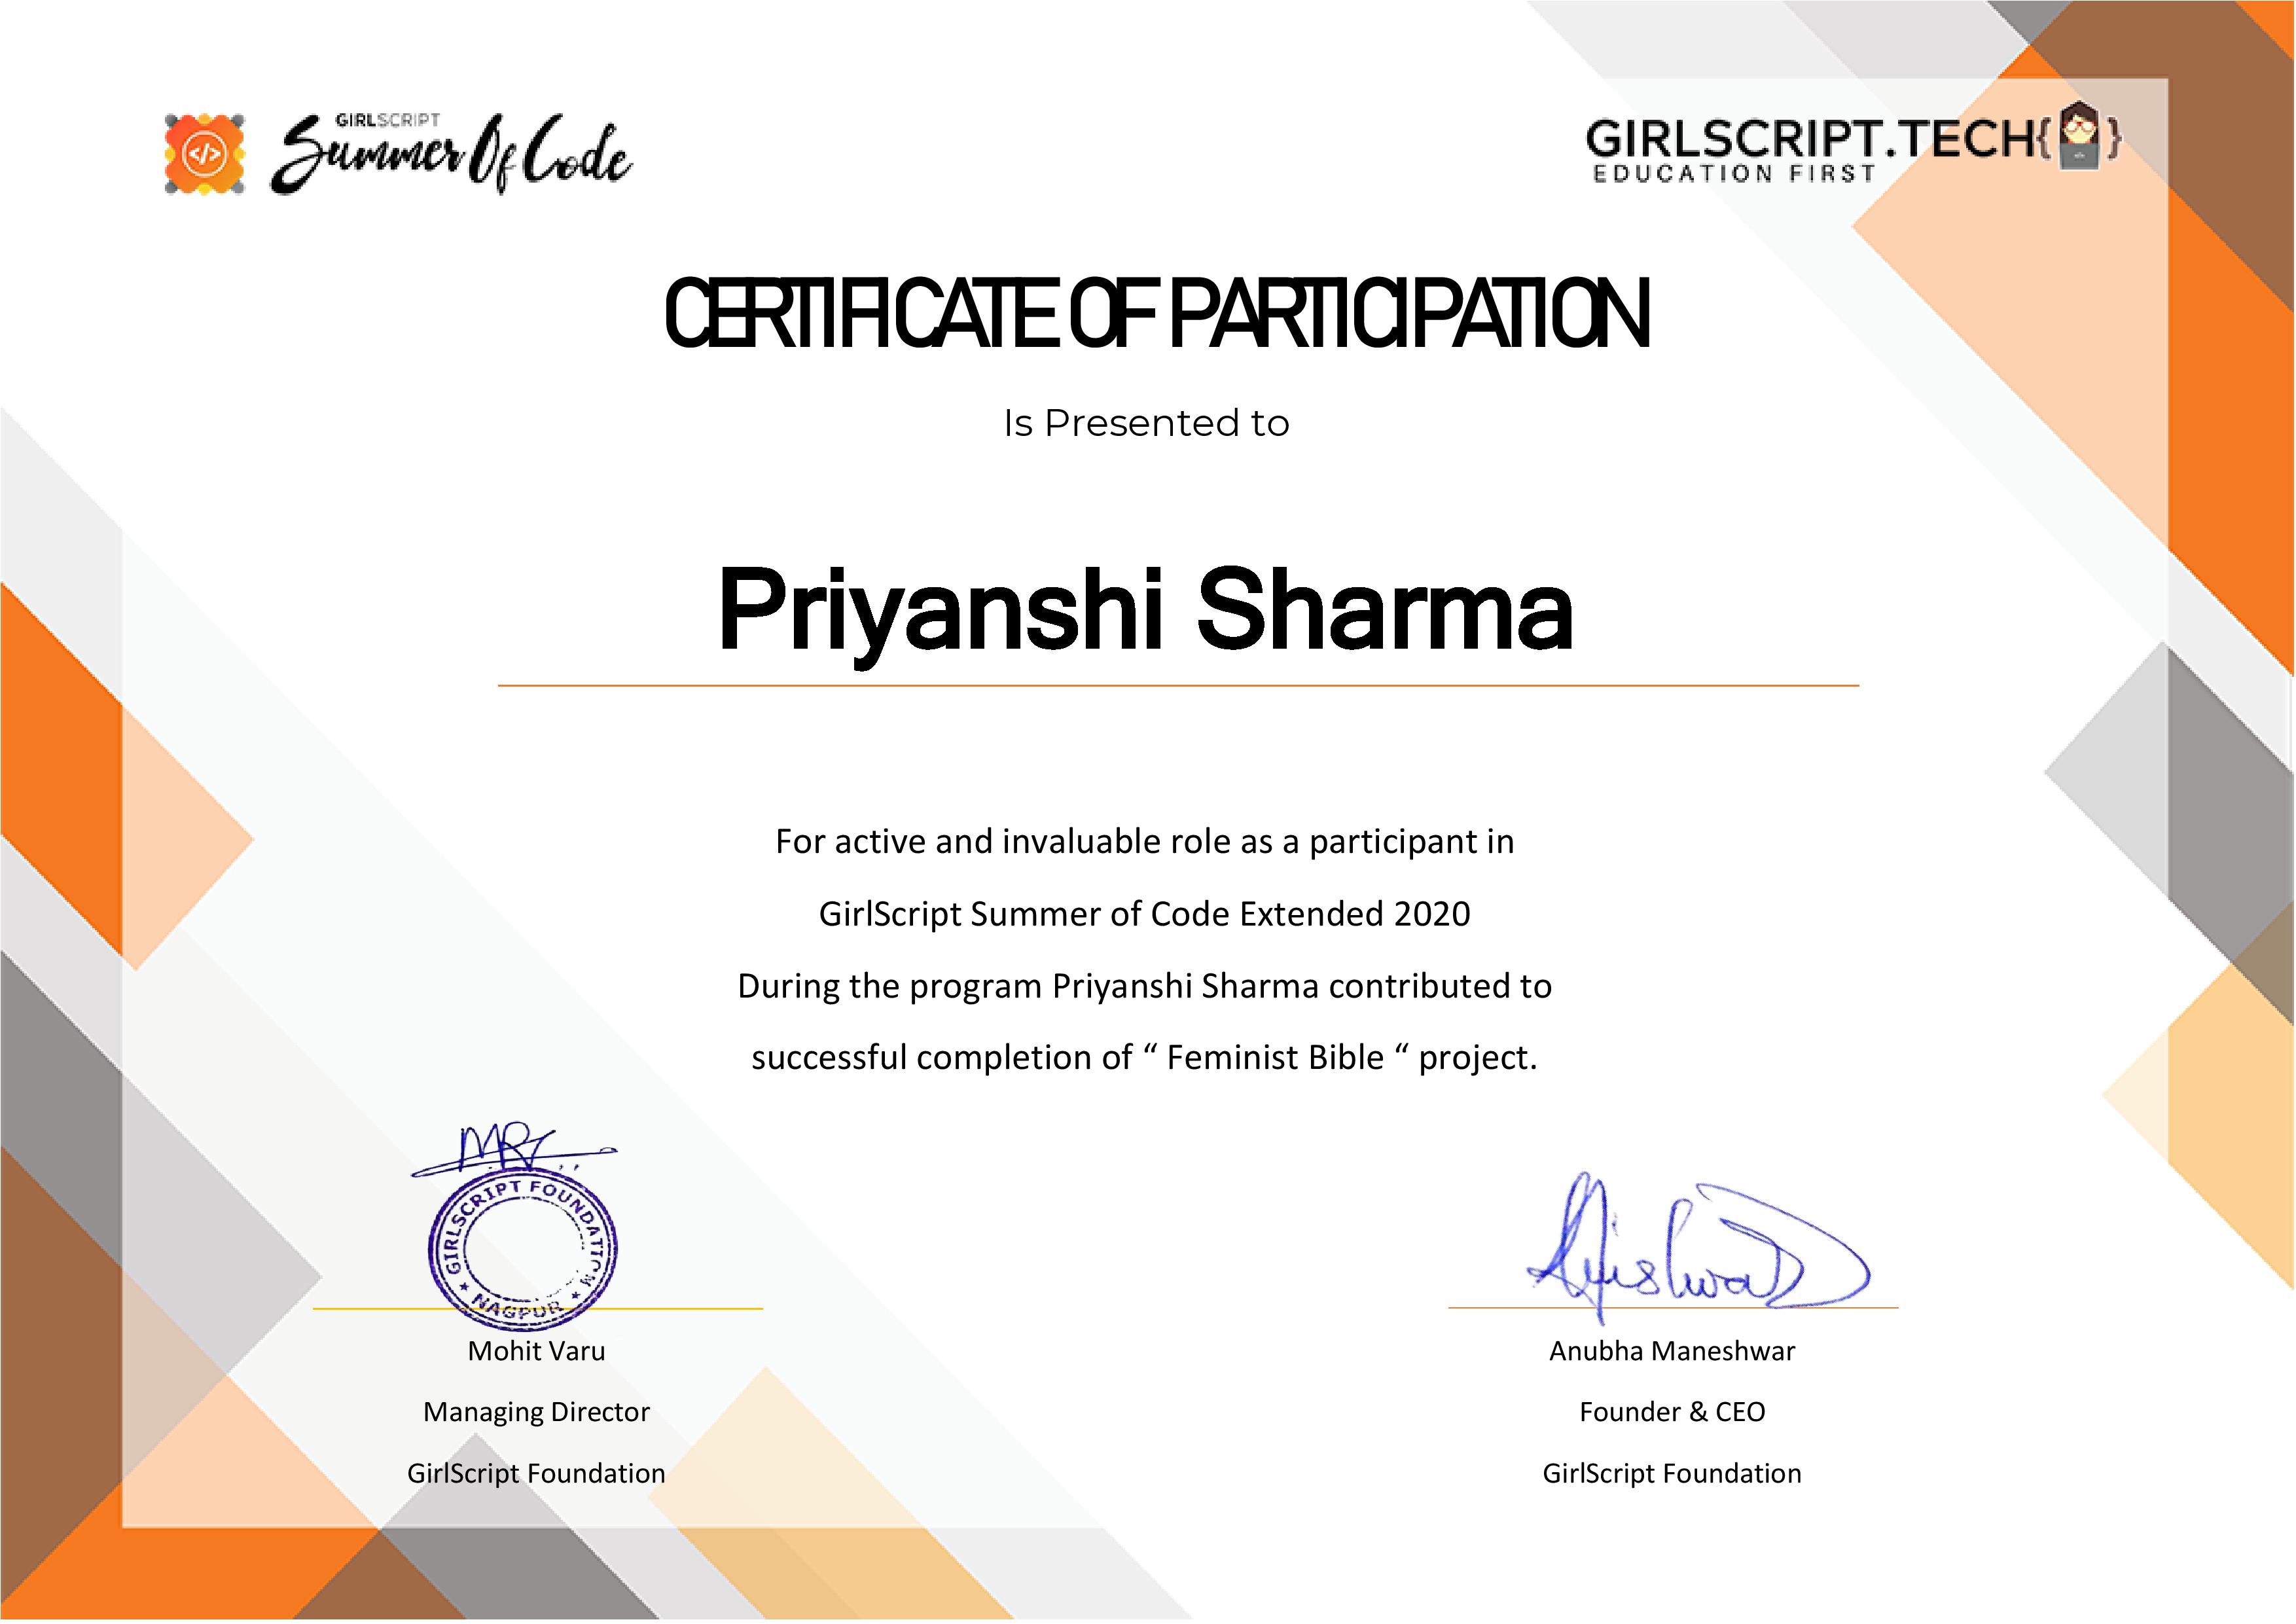 GIRLSCRIPT
Summer Of Code
GIRLSCRIPT.TECH{ }
EDUCATION FIRST
</>
CERTIFICATE OF PARTICIPATION
Is Presented to
Priyanshi Sharma
For active and invaluable role as a participant in
GirlScript Summer of Code Extended 2020
During the program Priyanshi Sharma contributed to
successful completion of “ Feminist Bible “ project.
GIRLSCRIPT FOUNDATION
★ NAGPUR ★
Mohit Varu
Managing Director
GirlScript Foundation
Anubha Maneshwar
Founder & CEO
GirlScript Foundation